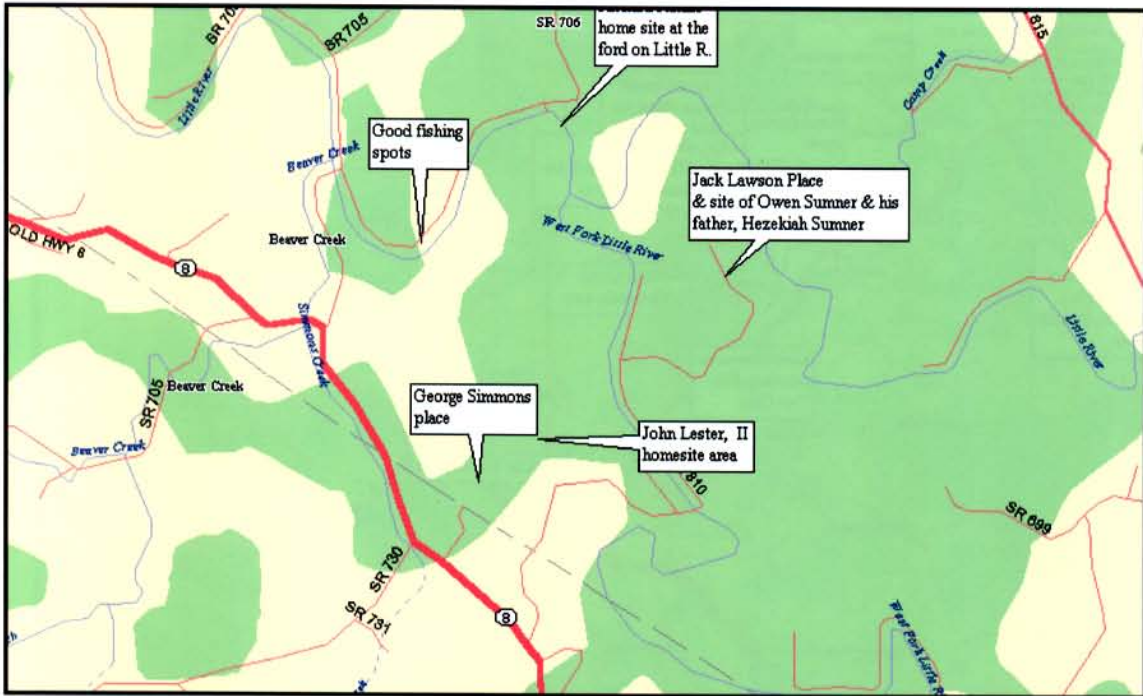 SR 705
SR 706
home site at the
ford on Little R.
815
Little River
Camp Creek
Good fishing
spots
Beaver Creek
Jack Lawson Place
& site of Owen Sumner & his
father, Hezekiah Sumner
West Fork Little River
OLD HWY 8
8
Beaver Creek
Simmons Creek
Little River
Beaver Creek
SR 705
George Simmons
place
John Lester, II
homesite area
Beaver Creek
810
SR 699
SR 730
SR 731
8
West Fork Little R